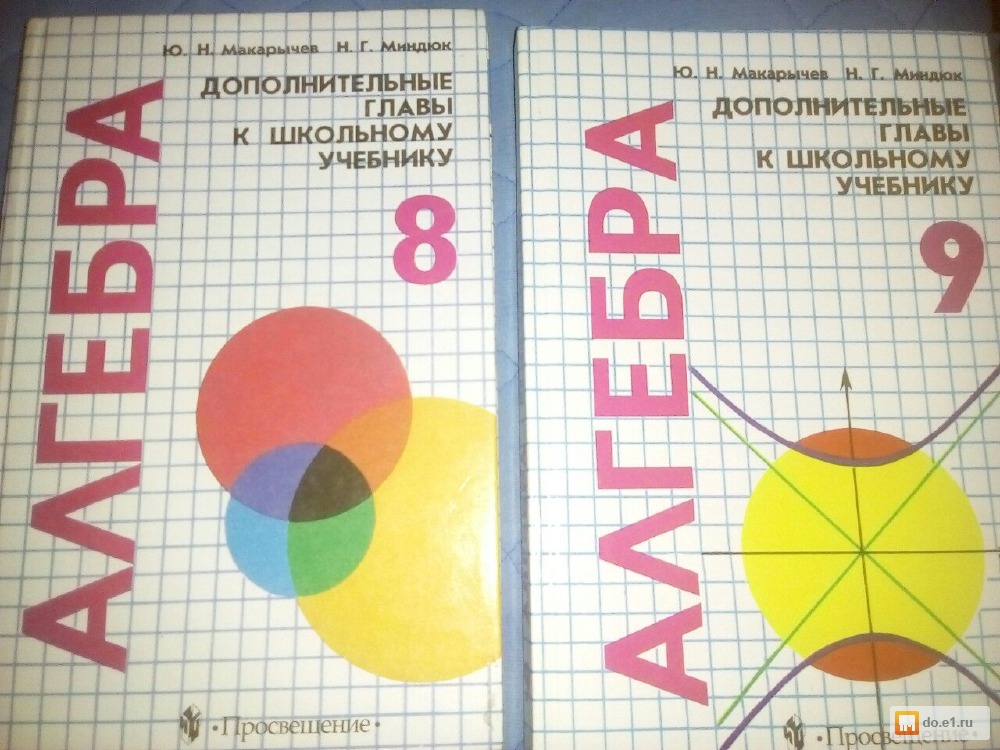 Ю. Н. Макарычев Н. Г. Миндюк
ДОПОЛНИТЕЛЬНЫЕ
ГЛАВЫ
К ШКОЛЬНОМУ
УЧЕБНИКУ
8
АЛГЕБРА
• Просвещение •
Ю. Н. Макарычев Н. Г. Миндюк
ДОПОЛНИТЕЛЬНЫЕ
ГЛАВЫ
К ШКОЛЬНОМУ
УЧЕБНИКУ
9
АЛГЕБРА
• Просвещение •
do.e1.ru